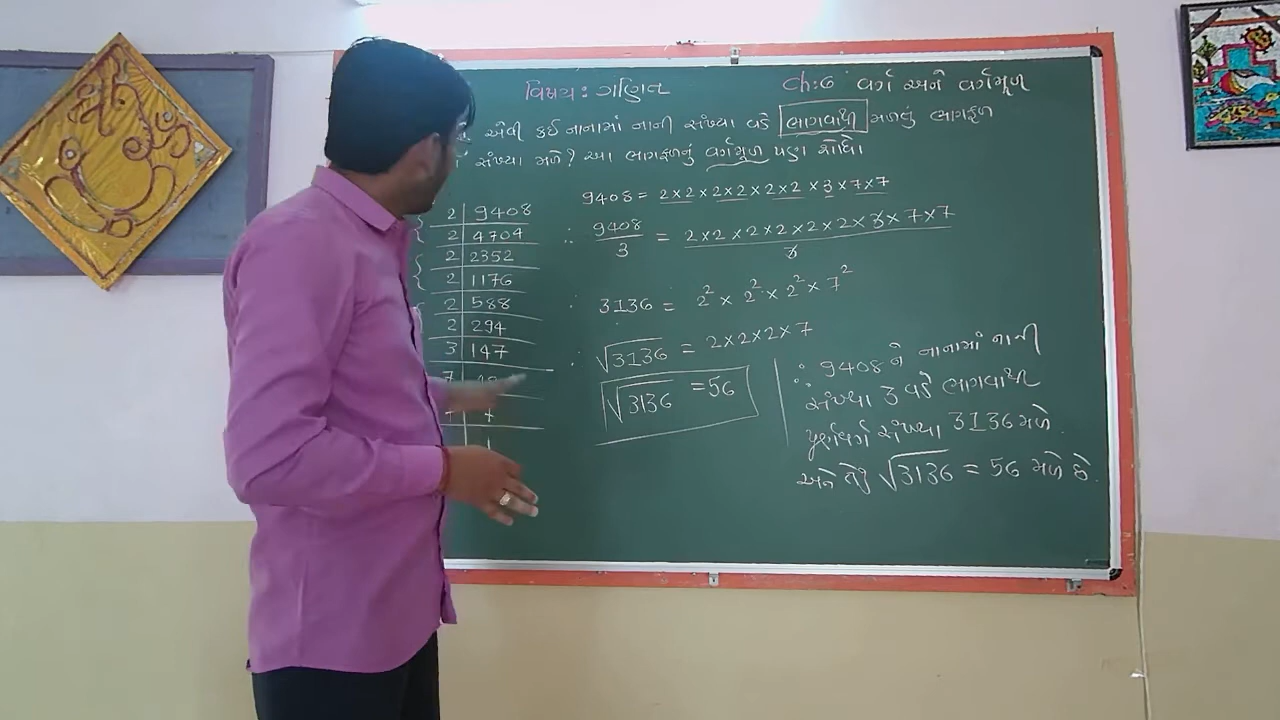 વિષય: ગણિત
Ch:6 વર્ગ અને વર્ગમૂળ
એવી કઈ નાનામાં નાની સંખ્યા વડે ભાગવાથી મળતું ભાગફળ
સંખ્યા મળે? આ ભાગફળનું વર્ગમૂળ પણ શોધો
2 9408
2 4704
2 2352
2 1176
2 588
2 294
3 147
7
7 7
1
9408 = 2×2×2×2×2×2×3×7×7
∴ 9408/3 = 2×2×2×2×2×2×3×7×7/3
∴ 3136 = 2² × 2² × 2² × 7²
∴ √3136 = 2×2×2×7
√3136 = 56
∴ 9408 ને નાનામાં નાની
સંખ્યા 3 વડે ભાગવાથી
પૂર્ણવર્ગ સંખ્યા 3136 મળે.
અને તેનું √3136 = 56 મળે છે.